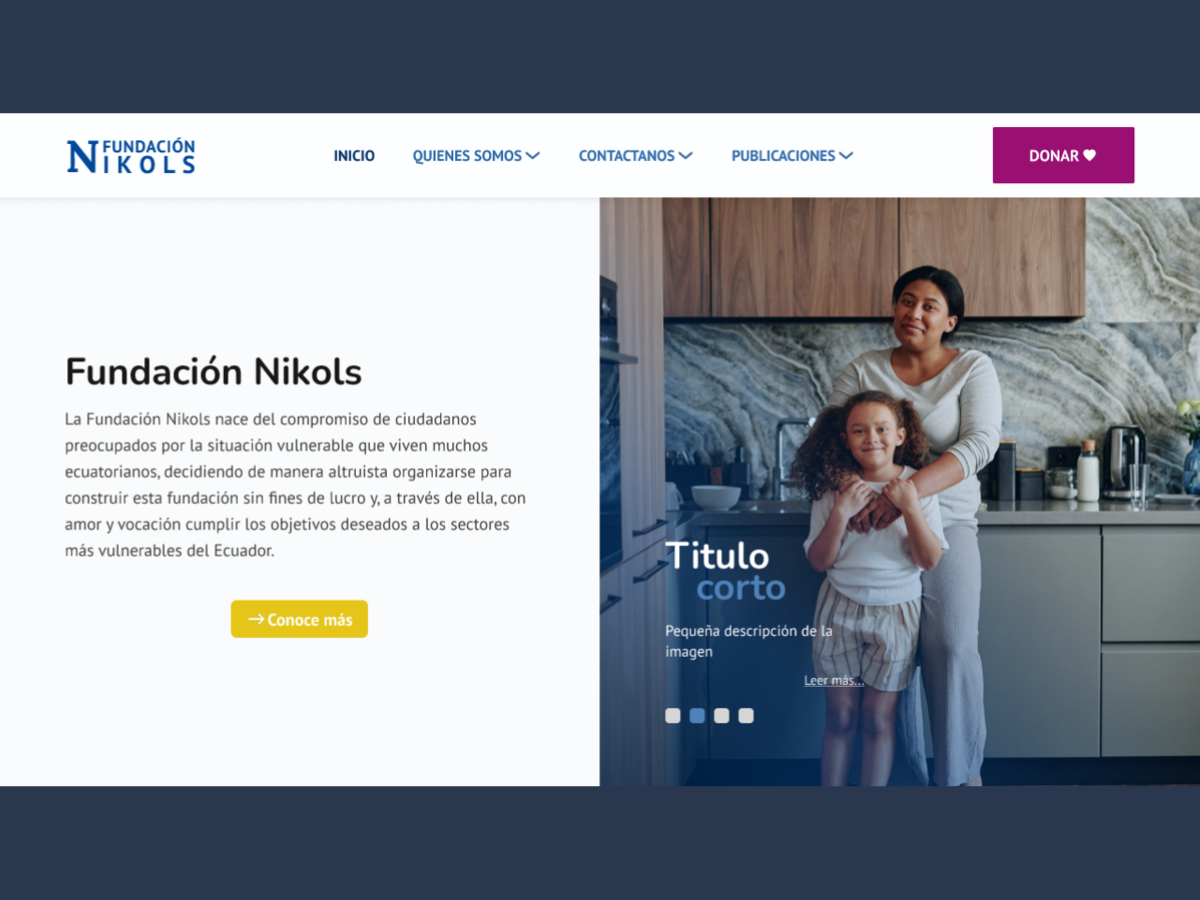 FUNDACIÓN
NIKOLS
INICIO
QUIENES SOMOS
CONTACTANOS
PUBLICACIONES
DONAR
Fundación Nikols
La Fundación Nikols nace del compromiso de ciudadanos
preocupados por la situación vulnerable que viven muchos
ecuatorianos, decidiendo de manera altruista organizarse para
construir esta fundación sin fines de lucro y, a través de ella, con
amor y vocación cumplir los objetivos deseados a los sectores
más vulnerables del Ecuador.
Conoce más
Titulo
corto
Pequeña descripción de la
imagen
Leer más...